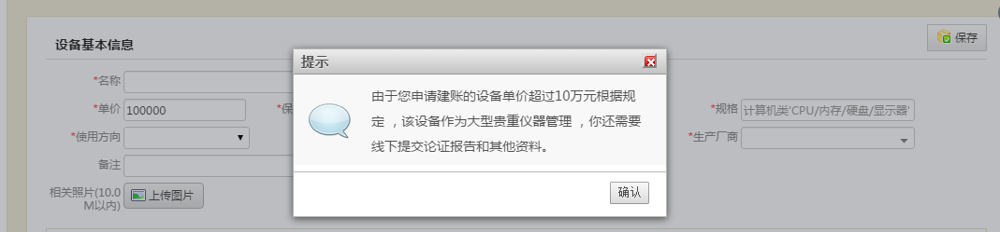 设备基本信息
保存
提示
*名称
由于您申请建账的设备单价超过10万元根据规
定 ，该设备作为大型贵重仪器管理 ，你还需要
线下提交论证报告和其他资料。
*单价 100000 *保
*规格 计算机类'CPU/内存/硬盘/显示器'
*使用方向
*生产厂商
备注
相关照片(10.0
M以内)
上传图片
确认